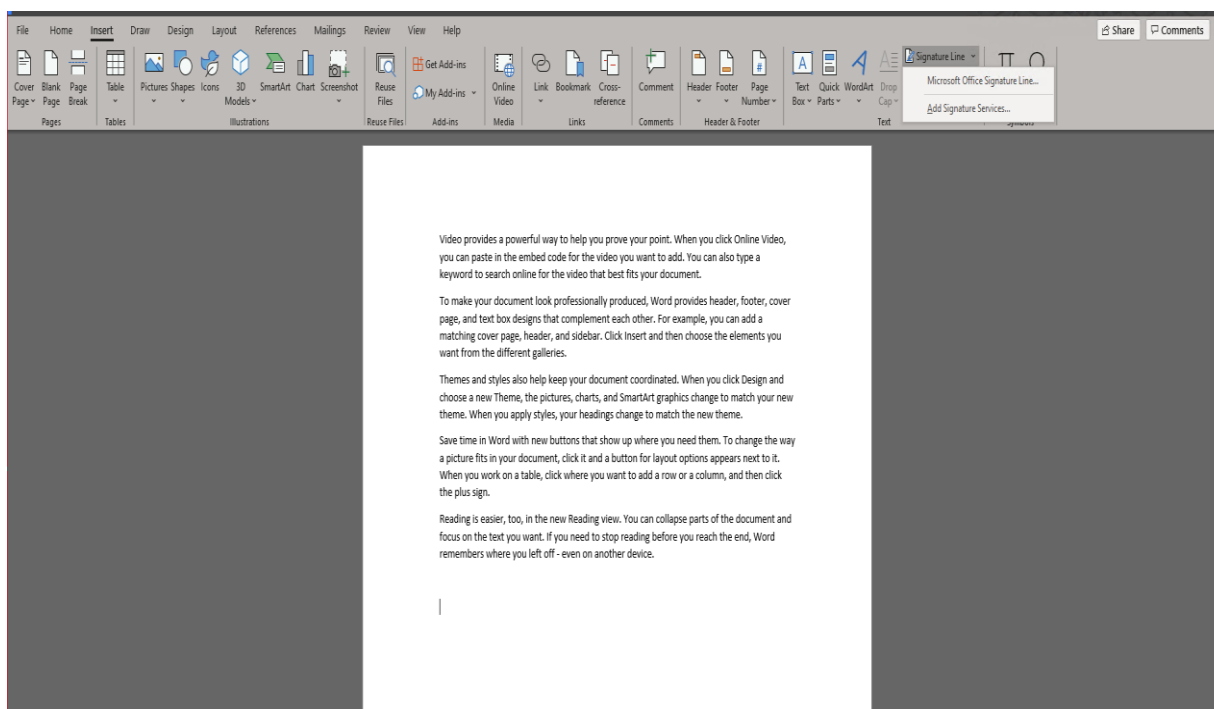 File Home Insert Draw Design Layout References Mailings Review View Help
Share Comments
Cover Page Blank Page Page Break
Table
Pictures Shapes Icons 3D Models SmartArt Chart Screenshot
Reuse Files
Get Add-ins
My Add-ins
Online Video
Link Bookmark Cross-reference
Comment
Header Footer Page Number
Text Box Quick Parts WordArt Drop Cap
Signature Line
Microsoft Office Signature Line...
Add Signature Services...
Pages Tables Illustrations Reuse Files Add-ins Media Links Comments Header & Footer Text Symbols
Video provides a powerful way to help you prove your point. When you click Online Video,
you can paste in the embed code for the video you want to add. You can also type a
keyword to search online for the video that best fits your document.
To make your document look professionally produced, Word provides header, footer, cover
page, and text box designs that complement each other. For example, you can add a
matching cover page, header, and sidebar. Click Insert and then choose the elements you
want from the different galleries.
Themes and styles also help keep your document coordinated. When you click Design and
choose a new Theme, the pictures, charts, and SmartArt graphics change to match your new
theme. When you apply styles, your headings change to match the new theme.
Save time in Word with new buttons that show up where you need them. To change the way
a picture fits in your document, click it and a button for layout options appears next to it.
When you work on a table, click where you want to add a row or a column, and then click
the plus sign.
Reading is easier, too, in the new Reading view. You can collapse parts of the document and
focus on the text you want. If you need to stop reading before you reach the end, Word
remembers where you left off - even on another device.